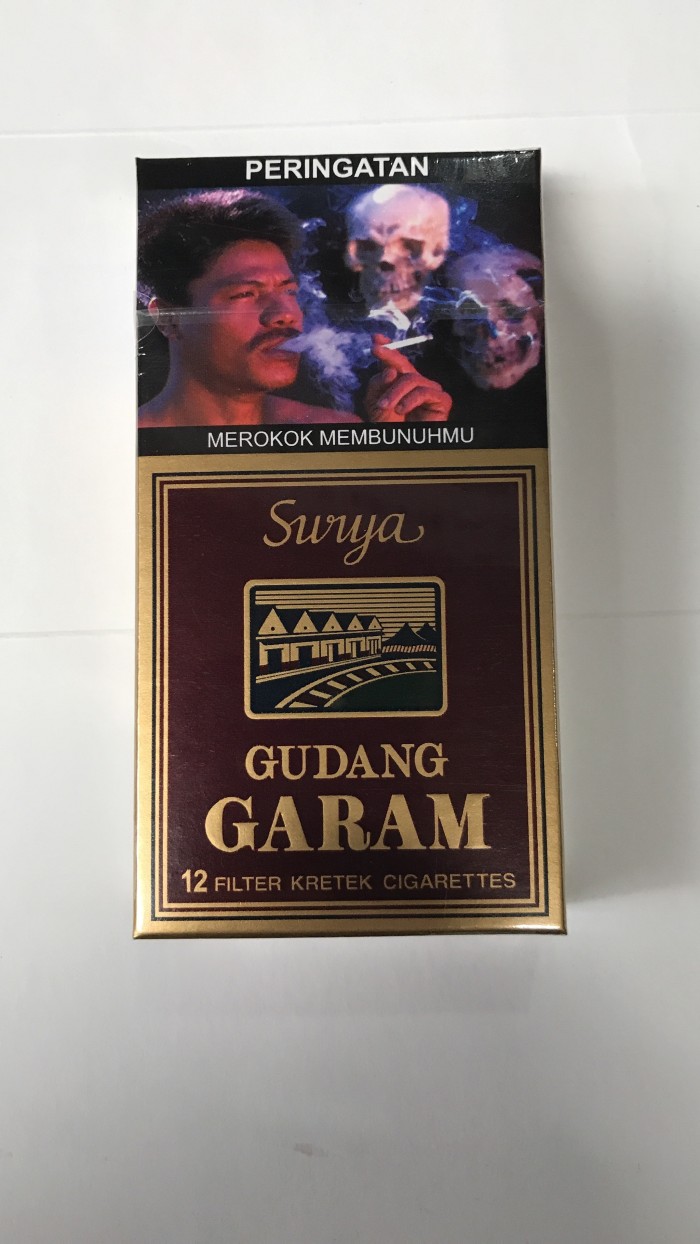 PERINGATAN
MEROKOK MEMBUNUHMU
Surya
GUDANG
GARAM
12 FILTER KRETEK CIGARETTES